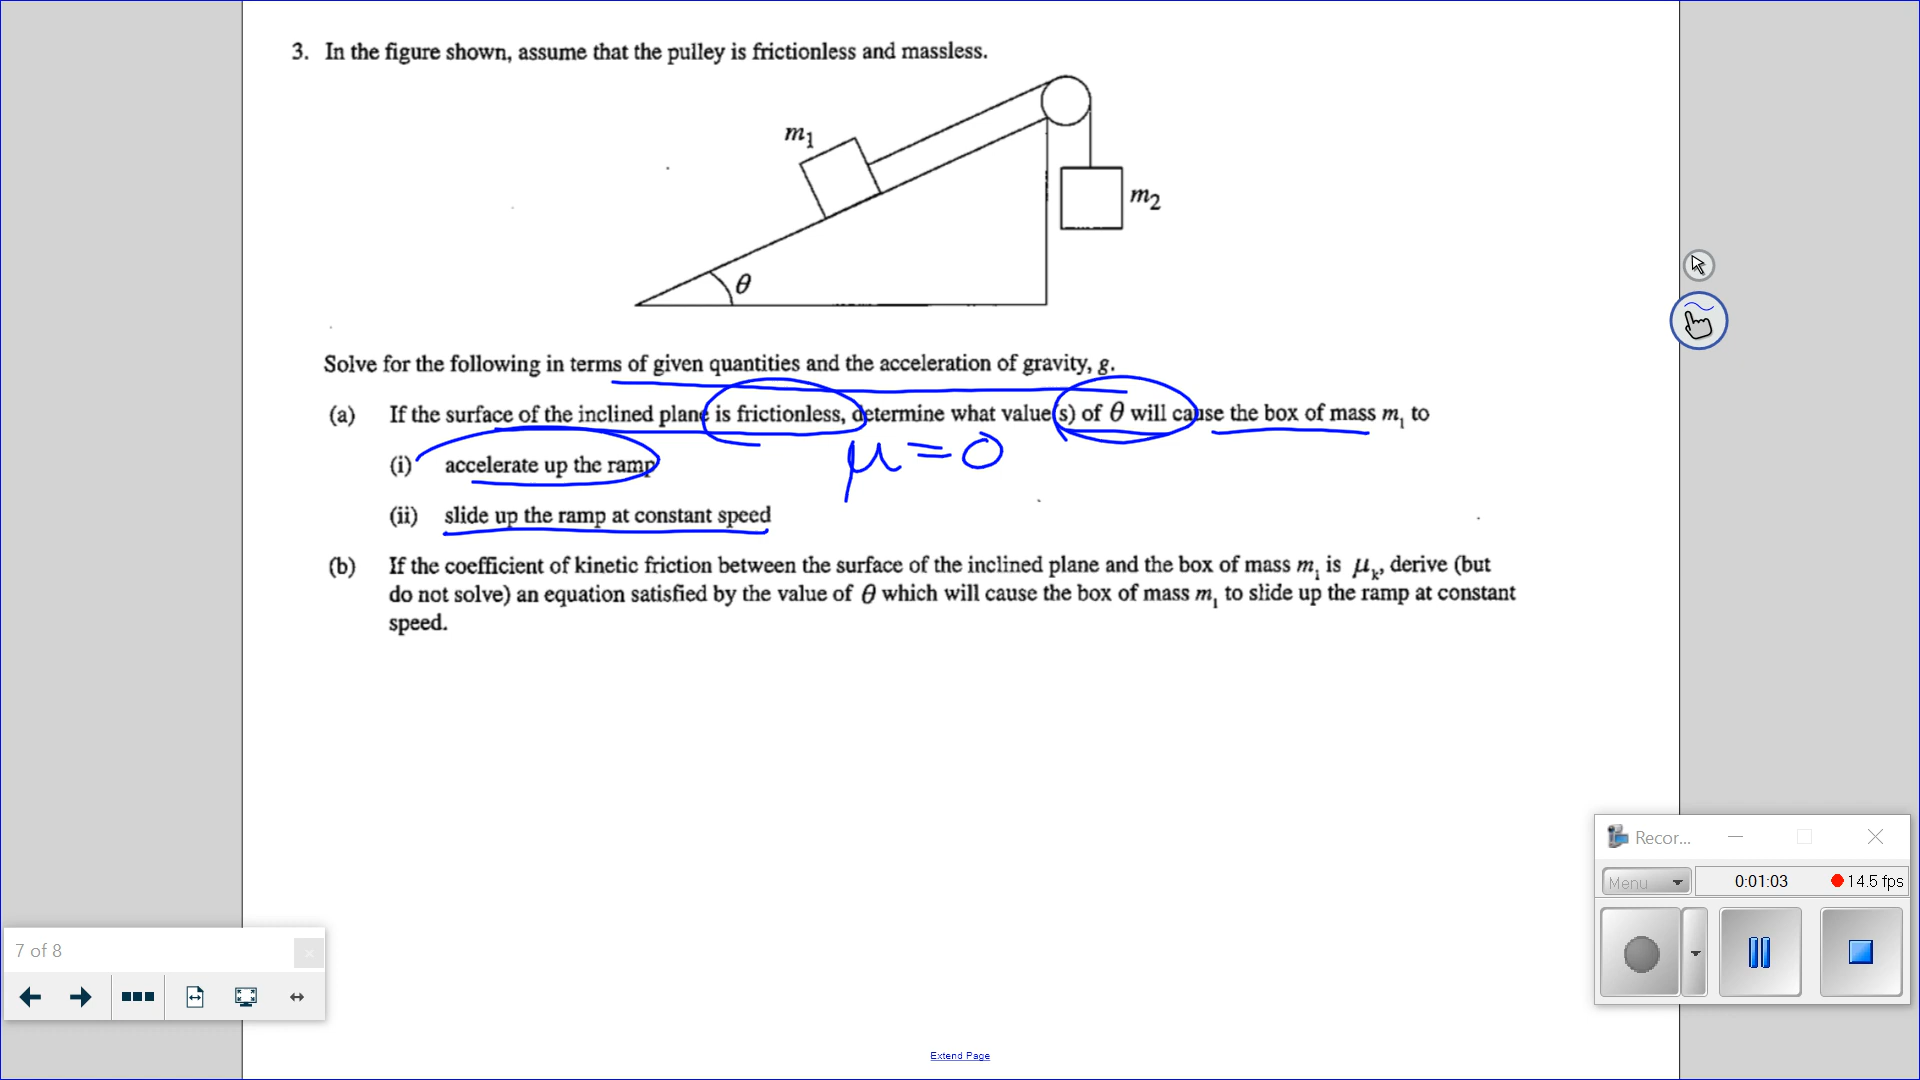 3. In the figure shown, assume that the pulley is frictionless and massless.
m₁
m₂
θ
Solve for the following in terms of given quantities and the acceleration of gravity, g.
(a) If the surface of the inclined plane is frictionless, determine what value(s) of θ will cause the box of mass m₁ to
μ = 0
(i) accelerate up the ramp
(ii) slide up the ramp at constant speed
(b) If the coefficient of kinetic friction between the surface of the inclined plane and the box of mass m₁ is μₖ, derive (but
do not solve) an equation satisfied by the value of θ which will cause the box of mass m₁ to slide up the ramp at constant
speed.
Recor...
Menu
0:01:03
14.5 fps
7 of 8
Extend Page